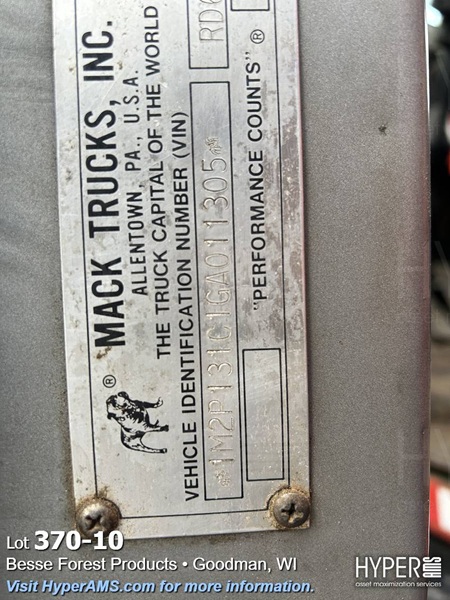 MACK TRUCKS, INC.
ALLENTOWN, PA., U.S.A.
THE TRUCK CAPITAL OF THE WORLD
VEHICLE IDENTIFICATION NUMBER (VIN)
*1M2P131C1GA011305*
"PERFORMANCE COUNTS" ®
®
Lot 370-10
Besse Forest Products • Goodman, WI
Visit HyperAMS.com for more information.
HYPER AMS
asset maximization services